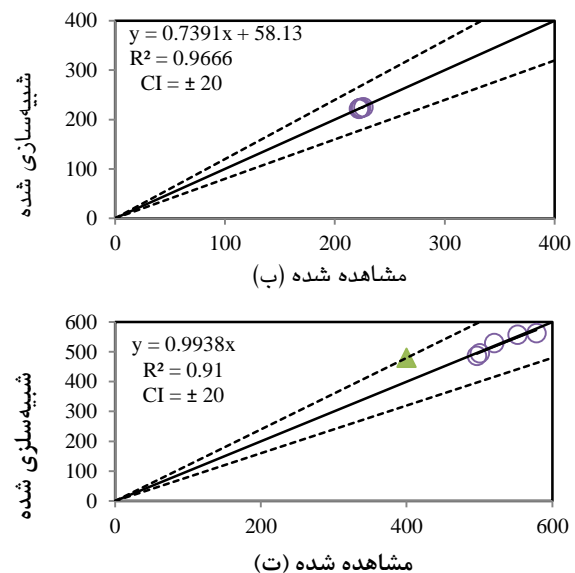 400
300
200
100
0
y = 0.7391x + 58.13
R² = 0.9666
CI = ± 20
شبیه‌سازی شده
0 100 200 300 400
مشاهده شده (ب)
600
500
400
300
200
100
0
y = 0.9938x
R² = 0.91
CI = ± 20
شبیه‌سلزی شده
0 200 400 600
مشاهده شده (ت)